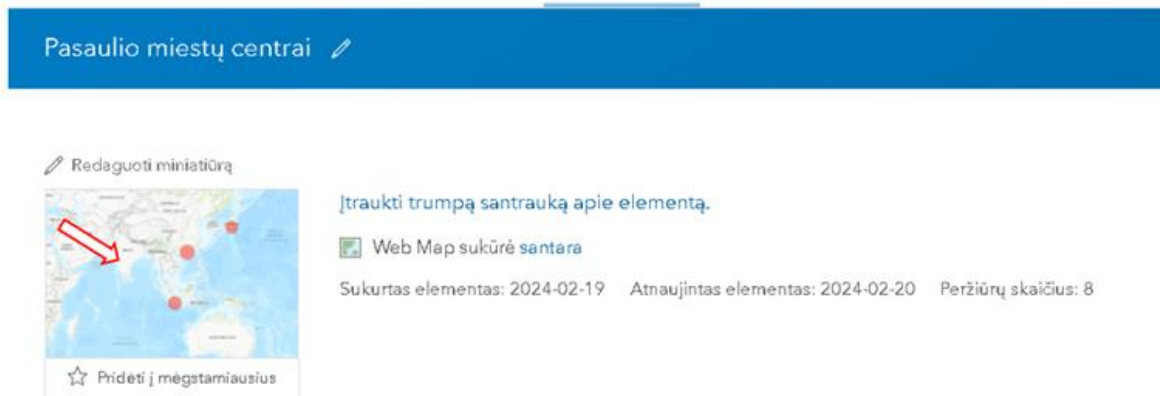 Pasaulio miestų centrai
Redaguoti miniatiūrą
Įtraukti trumpą santrauką apie elementą.
Web Map sukūrė santara
Sukurtas elementas: 2024-02-19 Atnaujintas elementas: 2024-02-20 Peržiūrų skaičius: 8
Pridėti į mėgstamiausius